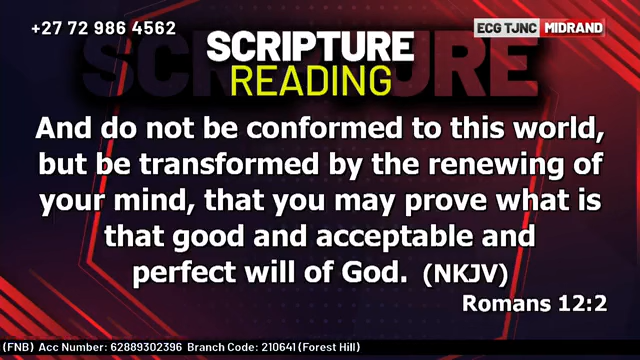 +27 72 986 4562
ECG TJNC MIDRAND
SCRIPTURE
SCRIPTURE
READING
And do not be conformed to this world,
but be transformed by the renewing of
your mind, that you may prove what is
that good and acceptable and
perfect will of God. (NKJV)
Romans 12:2
(FNB) Acc Number: 62889302396 Branch Code: 210641 (Forest Hill)